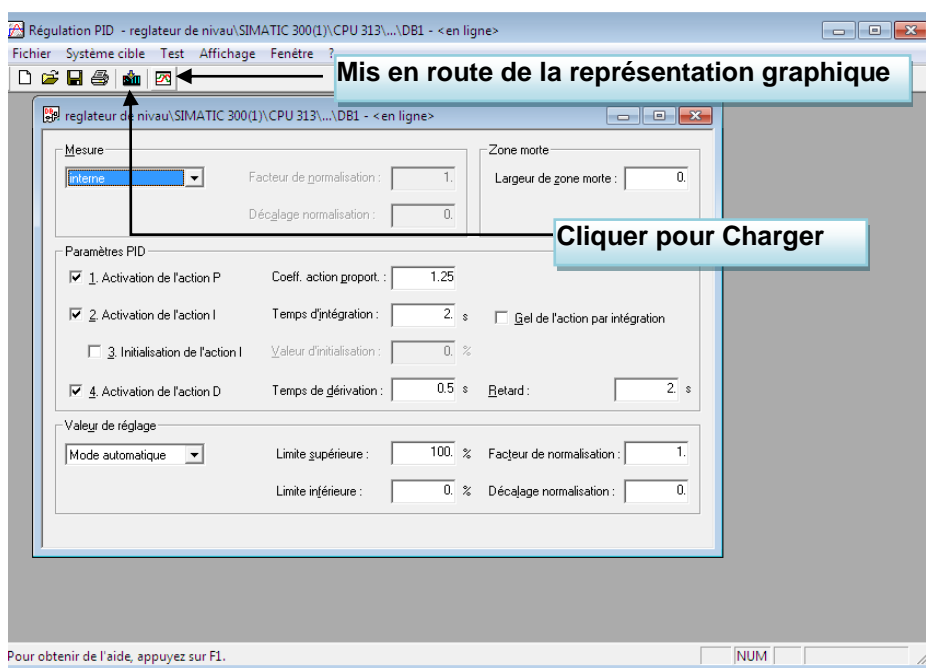 Régulation PID - reglateur de nivau\SIMATIC 300(1)\CPU 313\...\DB1 - <en ligne>
Fichier Système cible Test Affichage Fenêtre ?
Mis en route de la représentation graphique
reglateur de nivau\SIMATIC 300(1)\CPU 313\...\DB1 - <en ligne>
Mesure
Zone morte
interne
Facteur de normalisation : 1.
Largeur de zone morte : 0.
Décalage normalisation : 0.
Cliquer pour Charger
Paramètres PID
1. Activation de l'action P
Coeff. action proport. : 1.25
2. Activation de l'action I
Temps d'intégration : 2. s
Gel de l'action par intégration
3. Initialisation de l'action I
Valeur d'initialisation : 0. %
4. Activation de l'action D
Temps de dérivation : 0.5 s
Retard : 2. s
Valeur de réglage
Mode automatique
Limite supérieure : 100. %
Facteur de normalisation : 1.
Limite inférieure : 0. %
Décalage normalisation : 0.
Pour obtenir de l'aide, appuyez sur F1.
NUM